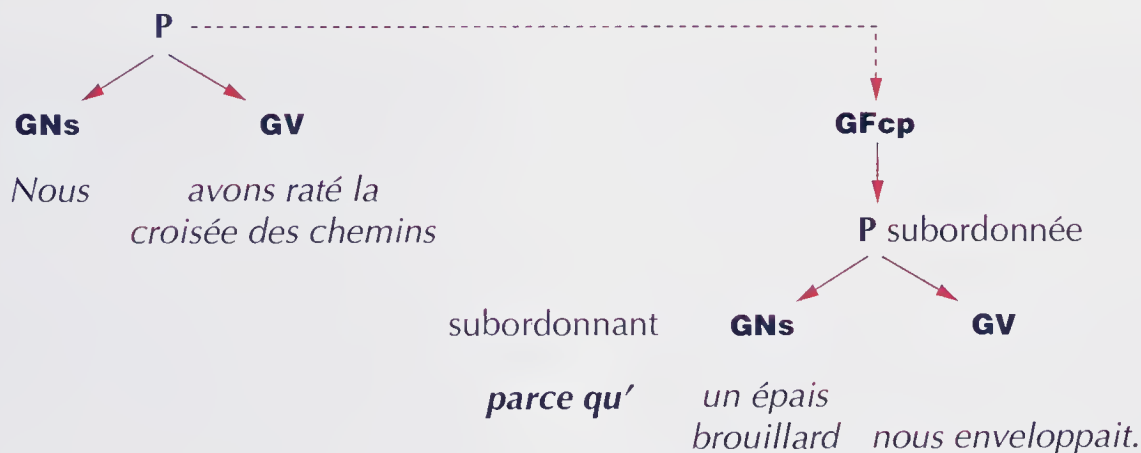 P
GNs GV GFcp
Nous avons raté la
croisée des chemins
P subordonnée
subordonnant GNs GV
parce qu' un épais
brouillard nous enveloppait.